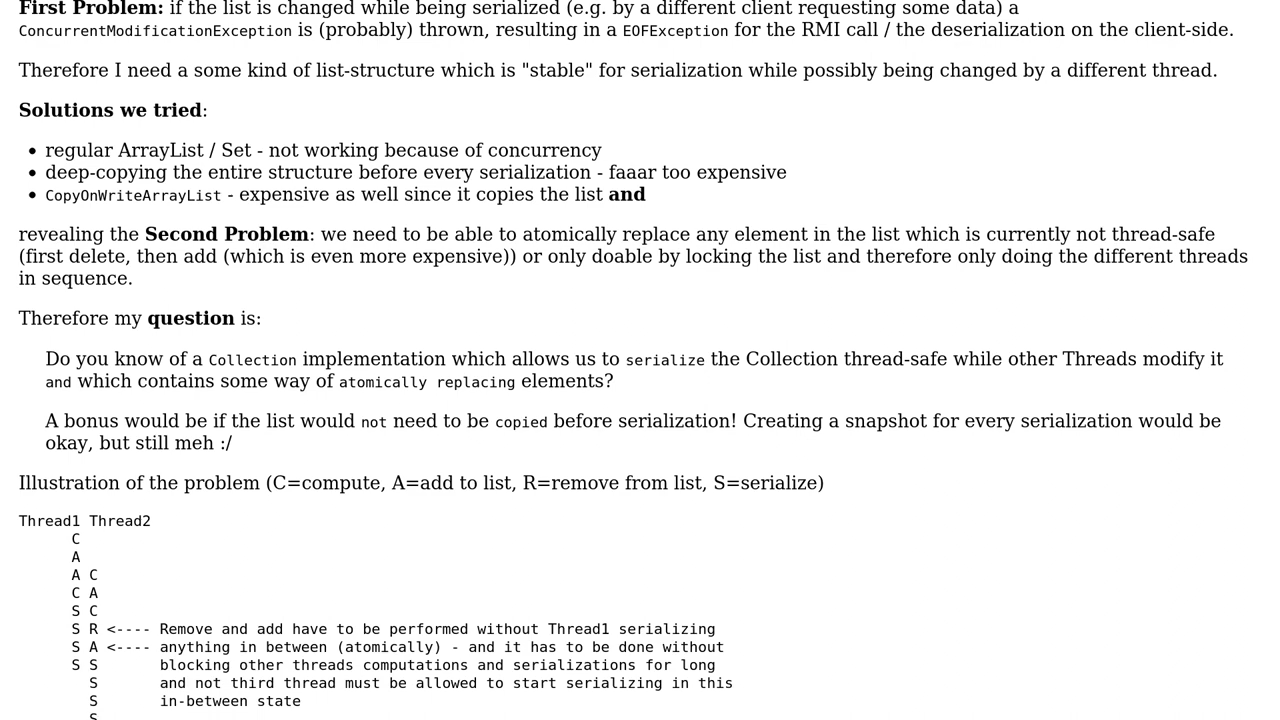 First Problem: if the list is changed while being serialized (e.g. by a different client requesting some data) a
ConcurrentModificationException is (probably) thrown, resulting in a EOFException for the RMI call / the deserialization on the client-side.
Therefore I need a some kind of list-structure which is "stable" for serialization while possibly being changed by a different thread.
Solutions we tried:
• regular ArrayList / Set - not working because of concurrency
• deep-copying the entire structure before every serialization - faaar too expensive
• CopyOnWriteArrayList - expensive as well since it copies the list and
revealing the Second Problem: we need to be able to atomically replace any element in the list which is currently not thread-safe
(first delete, then add (which is even more expensive)) or only doable by locking the list and therefore only doing the different threads
in sequence.
Therefore my question is:
Do you know of a Collection implementation which allows us to serialize the Collection thread-safe while other Threads modify it
and which contains some way of atomically replacing elements?
A bonus would be if the list would not need to be copied before serialization! Creating a snapshot for every serialization would be
okay, but still meh :/
Illustration of the problem (C=compute, A=add to list, R=remove from list, S=serialize)
Thread1 Thread2
      C
      A
      A C
      C A
      S C
      S R <---- Remove and add have to be performed without Thread1 serializing
      S A <---- anything in between (atomically) - and it has to be done without
      S S       blocking other threads computations and serializations for long
        S       and not third thread must be allowed to start serializing in this
        S       in-between state
        S